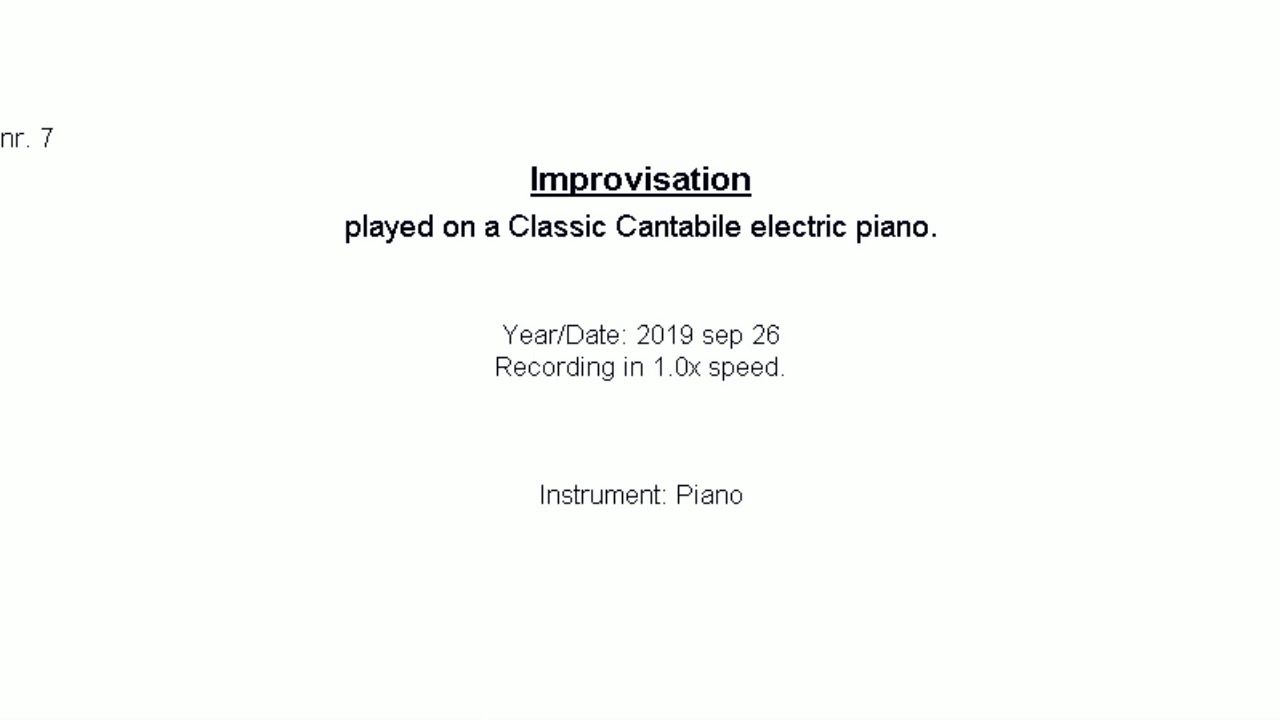 nr. 7
Improvisation
played on a Classic Cantabile electric piano.
Year/Date: 2019 sep 26
Recording in 1.0x speed.
Instrument: Piano